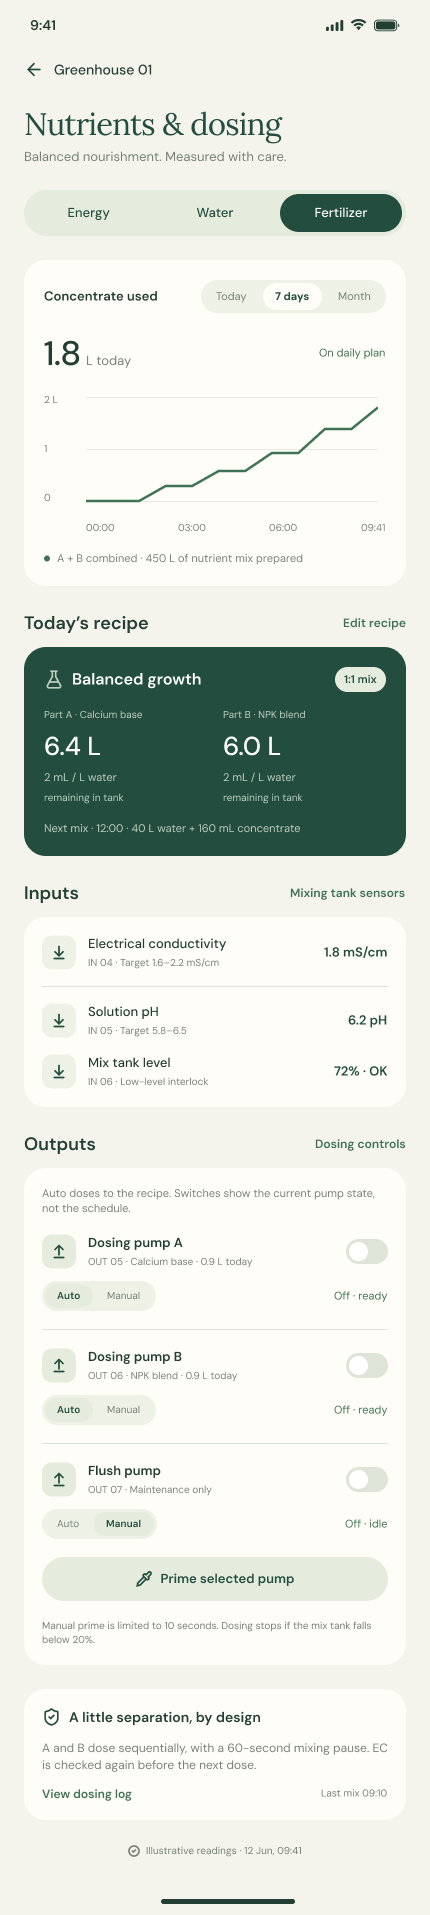 9:41
Greenhouse 01
Nutrients & dosing
Balanced nourishment. Measured with care.
Energy Water Fertilizer
Concentrate used
Today 7 days Month
1.8 L today
On daily plan
2 L
1
0
00:00 03:00 06:00 09:41
A + B combined · 450 L of nutrient mix prepared
Today’s recipe
Edit recipe
Balanced growth
1:1 mix
Part A · Calcium base
6.4 L
2 mL / L water
remaining in tank
Part B · NPK blend
6.0 L
2 mL / L water
remaining in tank
Next mix · 12:00 · 40 L water + 160 mL concentrate
Inputs
Mixing tank sensors
Electrical conductivity
IN 04 · Target 1.6–2.2 mS/cm
1.8 mS/cm
Solution pH
IN 05 · Target 5.8–6.5
6.2 pH
Mix tank level
IN 06 · Low-level interlock
72% · OK
Outputs
Dosing controls
Auto doses to the recipe. Switches show the current pump state,
not the schedule.
Dosing pump A
OUT 05 · Calcium base · 0.9 L today
Auto Manual
Off · ready
Dosing pump B
OUT 06 · NPK blend · 0.9 L today
Auto Manual
Off · ready
Flush pump
OUT 07 · Maintenance only
Auto Manual
Off · idle
Prime selected pump
Manual prime is limited to 10 seconds. Dosing stops if the mix tank falls
below 20%.
A little separation, by design
A and B dose sequentially, with a 60-second mixing pause. EC
is checked again before the next dose.
View dosing log
Last mix 09:10
Illustrative readings · 12 Jun, 09:41